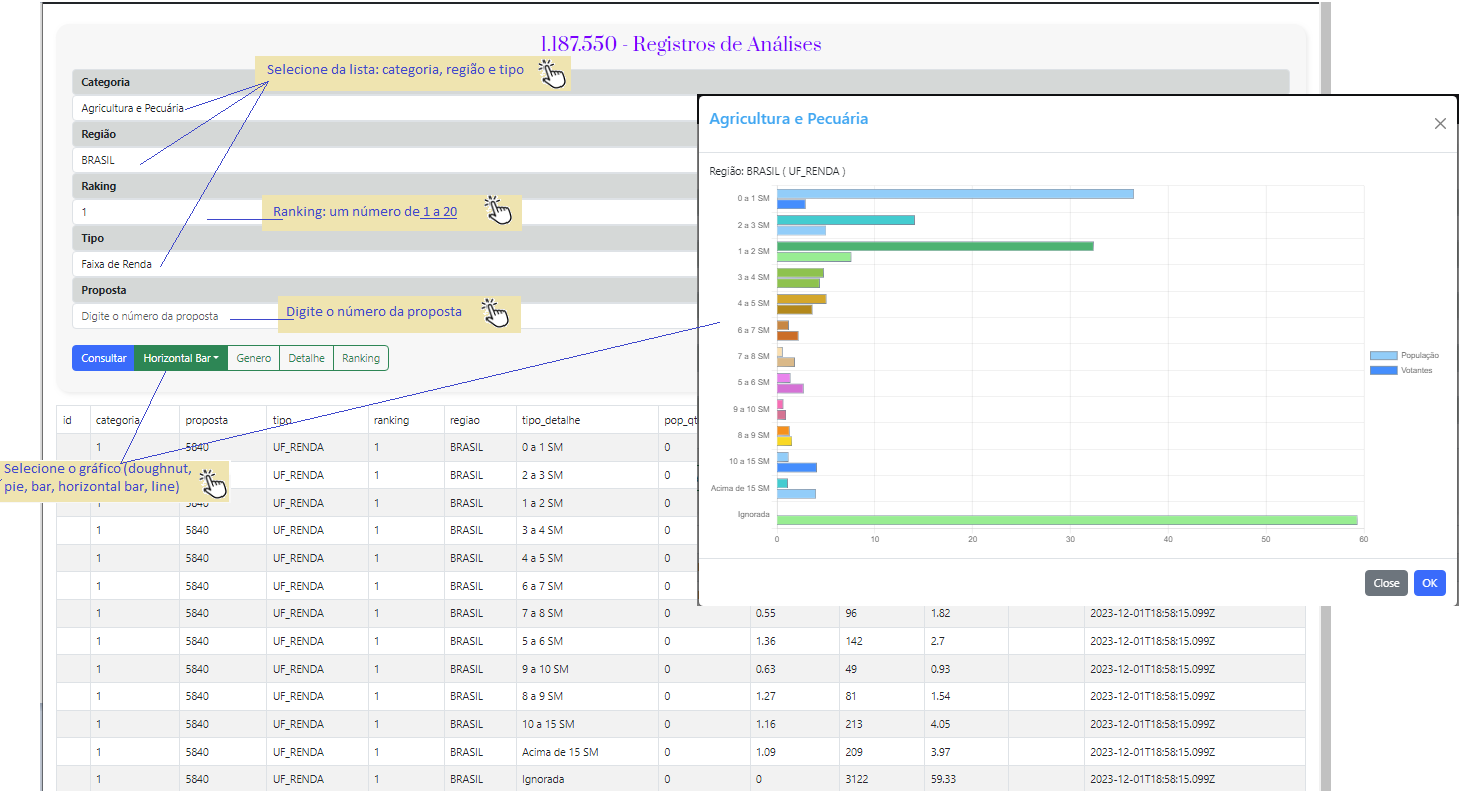 1.187.550 - Registros de Análises
Selecione da lista: categoria, região e tipo
Categoria
Agricultura e Pecuária
Região
BRASIL
Raking
1
Ranking: um número de 1 a 20
Tipo
Faixa de Renda
Proposta
Digite o número da proposta
Digite o número da proposta
Consultar Horizontal Bar Genero Detalhe Ranking
Selecione o gráfico (doughnut,
pie, bar, horizontal bar, line)
Agricultura e Pecuária
Região: BRASIL ( UF_RENDA )
0 a 1 SM
2 a 3 SM
1 a 2 SM
3 a 4 SM
4 a 5 SM
6 a 7 SM
7 a 8 SM
5 a 6 SM
9 a 10 SM
8 a 9 SM
10 a 15 SM
Acima de 15 SM
Ignorada
0 10 20 30 40 50 60
População
Votantes
Close OK
id categoria proposta tipo ranking regiao tipo_detalhe pop_qt
1 5840 UF_RENDA 1 BRASIL 0 a 1 SM 0
UF_RENDA 1 BRASIL 2 a 3 SM 0
1 5840 UF_RENDA 1 BRASIL 1 a 2 SM 0
1 5840 UF_RENDA 1 BRASIL 3 a 4 SM 0
1 5840 UF_RENDA 1 BRASIL 4 a 5 SM 0
1 5840 UF_RENDA 1 BRASIL 6 a 7 SM 0
1 5840 UF_RENDA 1 BRASIL 7 a 8 SM 0 0.55 96 1.82 2023-12-01T18:58:15.099Z
1 5840 UF_RENDA 1 BRASIL 5 a 6 SM 0 1.36 142 2.7 2023-12-01T18:58:15.099Z
1 5840 UF_RENDA 1 BRASIL 9 a 10 SM 0 0.63 49 0.93 2023-12-01T18:58:15.099Z
1 5840 UF_RENDA 1 BRASIL 8 a 9 SM 0 1.27 81 1.54 2023-12-01T18:58:15.099Z
1 5840 UF_RENDA 1 BRASIL 10 a 15 SM 0 1.16 213 4.05 2023-12-01T18:58:15.099Z
1 5840 UF_RENDA 1 BRASIL Acima de 15 SM 0 1.09 209 3.97 2023-12-01T18:58:15.099Z
1 5840 UF_RENDA 1 BRASIL Ignorada 0 0 3122 59.33 2023-12-01T18:58:15.099Z